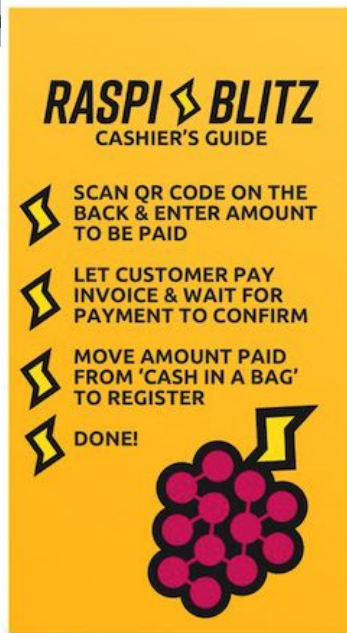 RASPI BLITZ
CASHIER'S GUIDE
SCAN QR CODE ON THE
BACK & ENTER AMOUNT
TO BE PAID
LET CUSTOMER PAY
INVOICE & WAIT FOR
PAYMENT TO CONFIRM
MOVE AMOUNT PAID
FROM ‘CASH IN A BAG’
TO REGISTER
DONE!